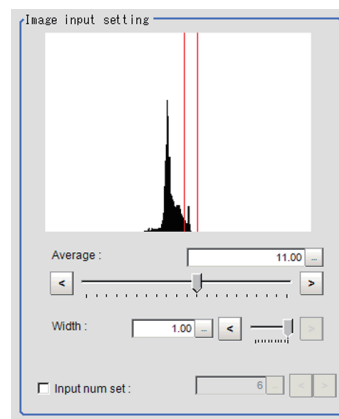 Image input setting
Average : 11.00 ...
< >
Width : 1.00 ... < >
Input num set : 6 ... < >